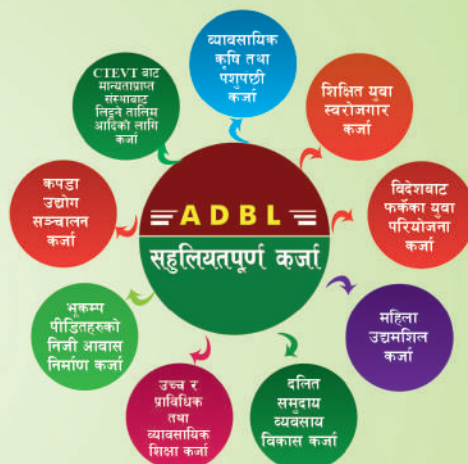 ADBL
सहुलियतपूर्ण कर्जा
व्यावसायिक
कृषि तथा
पंशुपंछी
कर्जा
शिक्षित युवा
स्वरोजगार
कर्जा
विदेशबाट
फर्केका युवा
परियोजना
कर्जा
महिला
उद्यमशिल
कर्जा
दलित
समुदाय
व्यवसाय
विकास कर्जा
उच्च र
प्राविधिक
तथा
व्यावसायिक
शिक्षा कर्जा
भूकम्प
पीडितहरुको
निजी आवास
निर्माण कर्जा
कपडा
उद्योग
सञ्चालन
कर्जा
CTEVT बाट
मान्यताप्राप्त
संस्थाबाट
लिइने तालिम
आदिको लागि
कर्जा